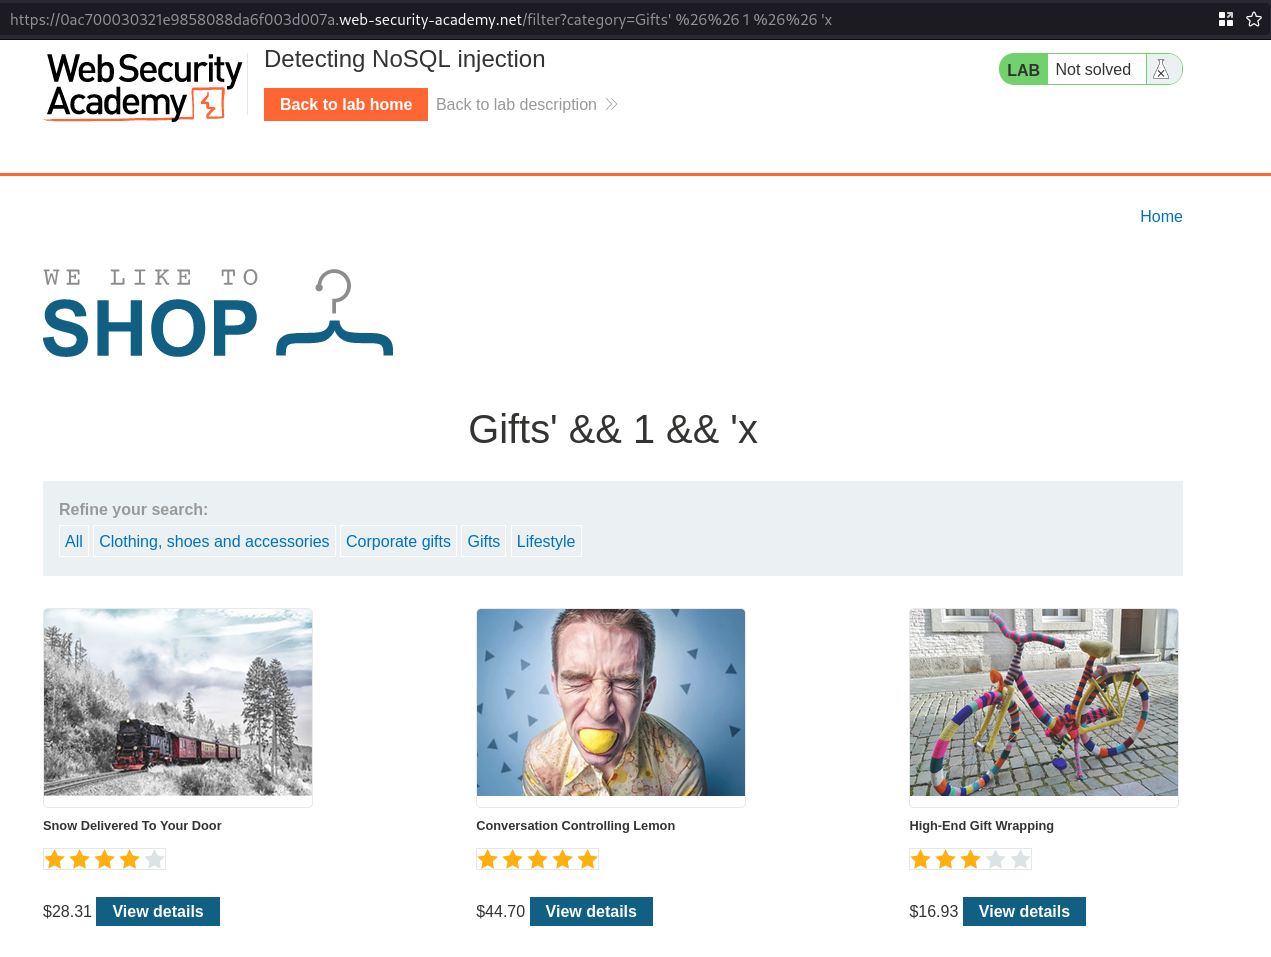 https://0ac700030321e9858088da6f003d007a.web-security-academy.net/filter?category=Gifts' %26%26 1 %26%26 'x
Web Security
Academy
Detecting NoSQL injection
Back to lab home
Back to lab description
LAB
Not solved
Home
WE LIKE TO
SHOP
Gifts' && 1 && 'x
Refine your search:
All
Clothing, shoes and accessories
Corporate gifts
Gifts
Lifestyle
Snow Delivered To Your Door
$28.31
View details
Conversation Controlling Lemon
$44.70
View details
High-End Gift Wrapping
$16.93
View details